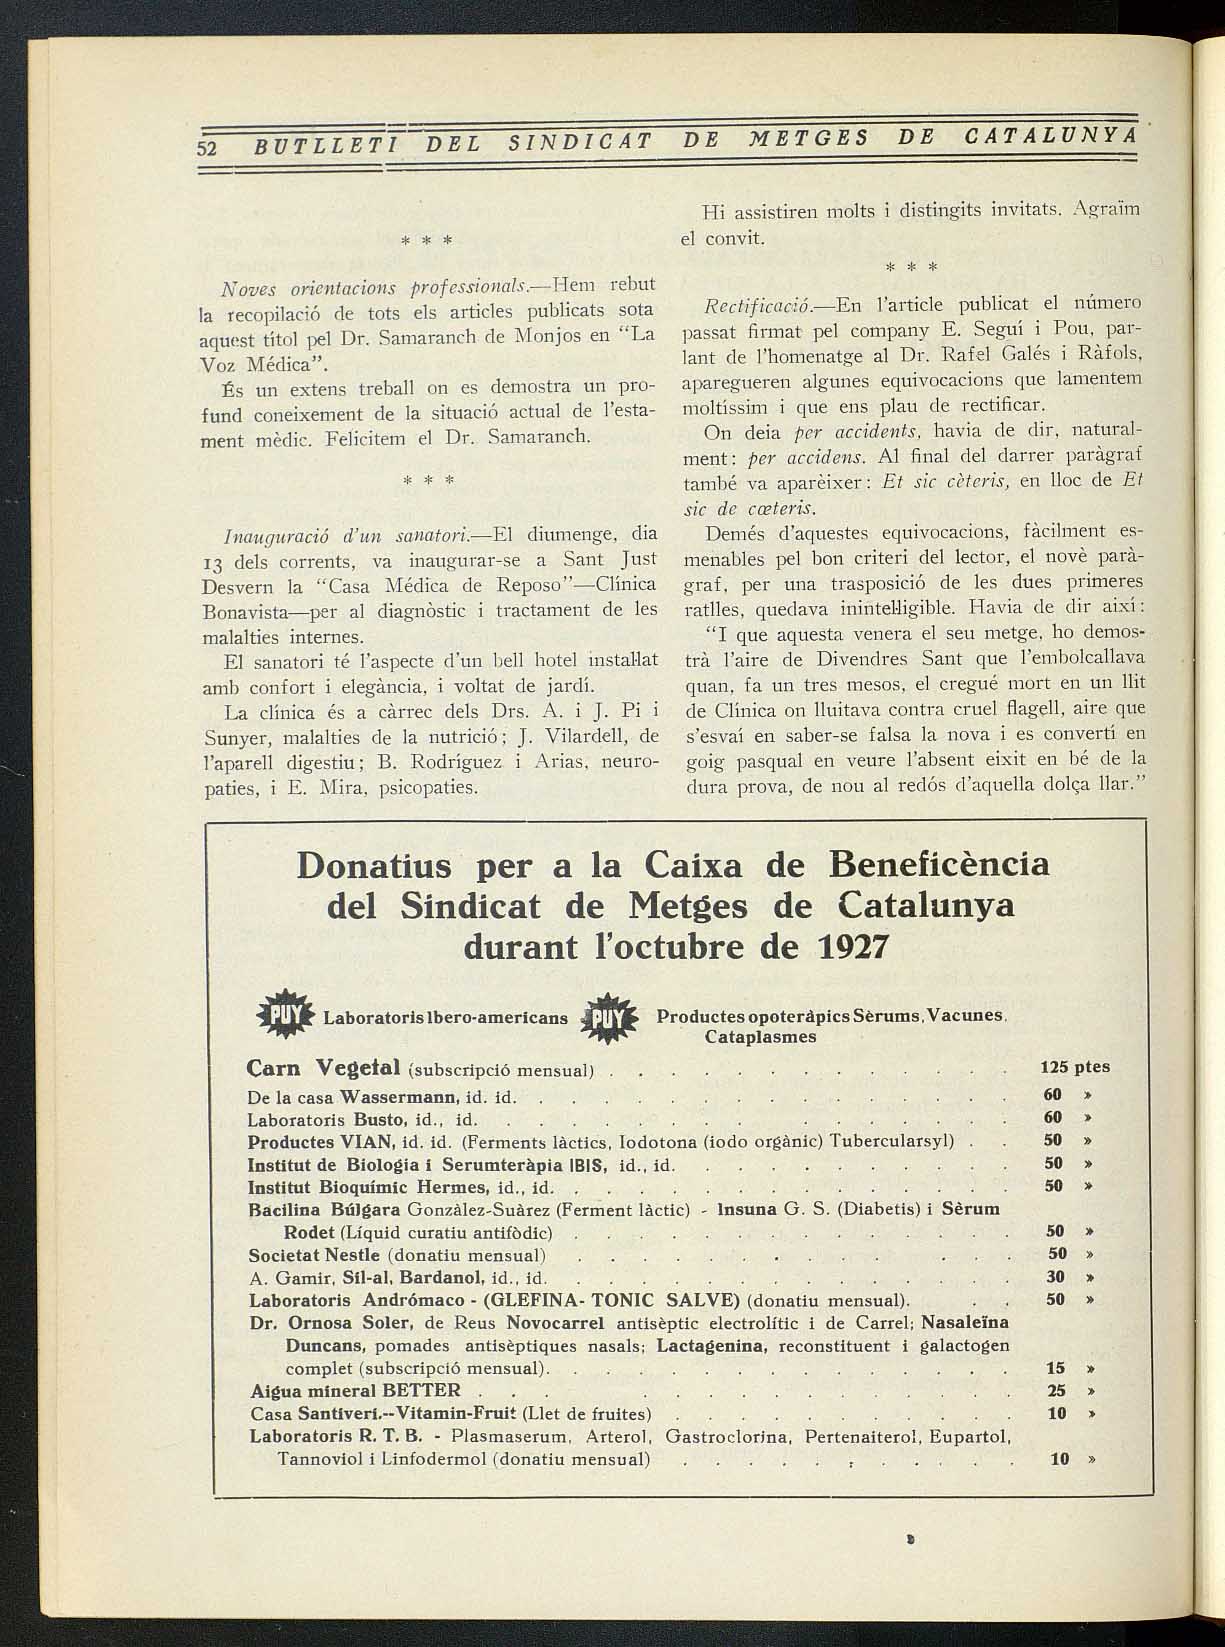 52 BUTLLETI DEL SINDICAT DE METGES DE CATALUNYA
* * *
Noves orientacions professionals.—Hem rebut
la recopilació de tots els articles publicats sota
aquest títol pel Dr. Samaranch de Monjos en “La
Voz Médica”.
És un extens treball on es demostra un pro-
fund coneixement de la situació actual de l’esta-
ment mèdic. Felicitem el Dr. Samaranch.
* * *
Inauguració d’un sanatori.—El diumenge, dia
13 dels corrents, va inaugurar-se a Sant Just
Desvern la “Casa Médica de Reposo”—Clínica
Bonavista—per al diagnòstic i tractament de les
malalties internes.
El sanatori té l’aspecte d’un bell hotel instal·lat
amb confort i elegància, i voltat de jardí.
La clínica és a càrrec dels Drs. A. i J. Pi i
Sunyer, malalties de la nutrició; J. Vilardell, de
l’aparell digestiu; B. Rodríguez i Arias, neuro-
paties, i E. Mira, psicopaties.
Hi assistiren molts i distingits invitats. Agraïm
el convit.
* * *
Rectificació.—En l’article publicat el número
passat firmat pel company E. Seguí i Pou, par-
lant de l’homenatge al Dr. Rafel Galés i Ràfols,
aparegueren algunes equivocacions que lamentem
moltíssim i que ens plau de rectificar.
On deia per accidents, havia de dir, natural-
ment: per accidens. Al final del darrer paràgraf
també va aparèixer: Et sic cèteris, en lloc de Et
sic de cœteris.
Demés d’aquestes equivocacions, fàcilment es-
menables pel bon criteri del lector, el novè parà-
graf, per una trasposició de les dues primeres
ratlles, quedava inintel·ligible. Havia de dir així:
“I que aquesta venera el seu metge, ho demos-
trà l’aire de Divendres Sant que l’embolcallava
quan, fa un tres mesos, el cregué mort en un llit
de Clínica on lluitava contra cruel flagell, aire que
s’esvaí en saber-se falsa la nova i es convertí en
goig pasqual en veure l’absent eixit en bé de la
dura prova, de nou al redós d’aquella dolça llar.”
Donatius per a la Caixa de Beneficència
del Sindicat de Metges de Catalunya
durant l’octubre de 1927
PUY Laboratoris Ibero-americans PUY Productes opoteràpics Sèrums, Vacunes,
Cataplasmes
Carn Vegetal (subscripció mensual) . . . . . . . . . . . . . 125 ptes
De la casa Wassermann, id. id. . . . . . . . . . . . . . . . 60 »
Laboratoris Busto, id., id. . . . . . . . . . . . . . . . . 60 »
Productes VIAN, id. id. (Ferments làctics, Iodotona (iodo orgànic) Tubercularsyl) . . 50 »
Institut de Biologia i Serumteràpia IBIS, id., id. . . . . . . . . . . 50 »
Institut Bioquímic Hermes, id., id. . . . . . . . . . . . . . . 50 »
Bacilina Búlgara Gonzàlez-Suàrez (Ferment làctic) - Insuna G. S. (Diabetis) i Sèrum
Rodet (Líquid curatiu antifòdic) . . . . . . . . . . . . . . 50 »
Societat Nestle (donatiu mensual) . . . . . . . . . . . . . . 50 »
A. Gamir, Sil-al, Bardanol, id., id. . . . . . . . . . . . . . . 30 »
Laboratoris Andrómaco - (GLEFINA- TONIC SALVE) (donatiu mensual). . . 50 »
Dr. Ornosa Soler, de Reus Novocarrel antisèptic electrolític i de Carrel; Nasaleïna
Duncans, pomades antisèptiques nasals; Lactagenina, reconstituent i galactogen
complet (subscripció mensual). . . . . . . . . . . . . . . 15 »
Aigua mineral BETTER . . . . . . . . . . . . . . . 25 »
Casa Santiveri.--Vitamin-Fruit (Llet de fruites) . . . . . . . . . . . 10 »
Laboratoris R. T. B. - Plasmaserum, Arterol, Gastroclorina, Pertenaiterol, Eupartol,
Tannoviol i Linfodermol (donatiu mensual) . . . . . . . . . . . 10 »